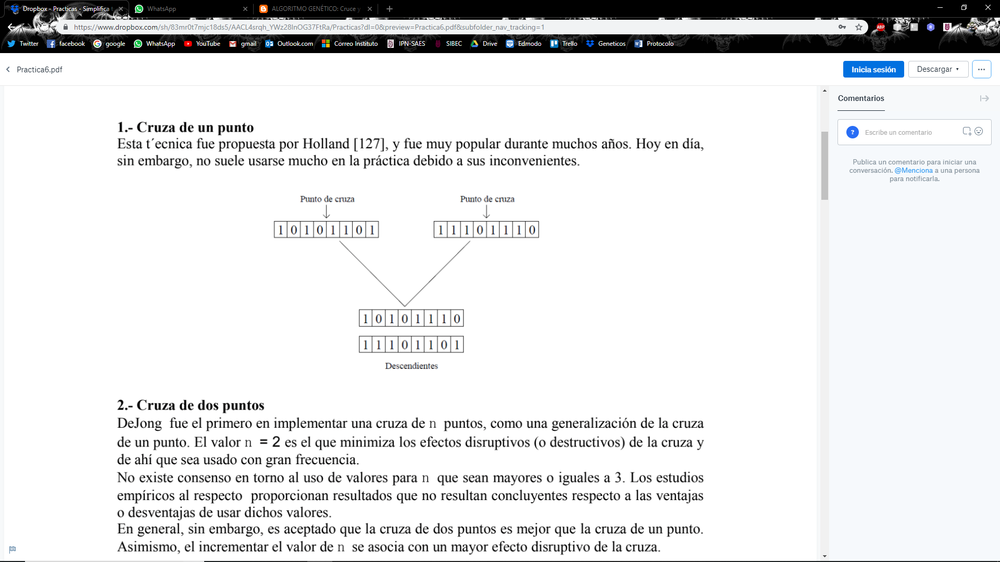 Dropbox - Practicas - Simplifica t
WhatsApp
ALGORITMO GENÉTICO: Cruce y
https://www.dropbox.com/sh/83mr0t7mjc18ds5/AACL4srqh_YWz28InOG37FtRa/Practicas?dl=0&preview=Practica6.pdf&subfolder_nav_tracking=1
Twitter facebook google WhatsApp YouTube gmail Outlook.com Correo Instituto IPN-SAES SIBEC Drive Edmodo Trello Geneticos Protocolo
Practica6.pdf
Inicia sesión
Descargar
1.- Cruza de un punto
Esta t´ecnica fue propuesta por Holland [127], y fue muy popular durante muchos años. Hoy en día,
sin embargo, no suele usarse mucho en la práctica debido a sus inconvenientes.
Punto de cruza Punto de cruza
1 0 1 0 1 1 0 1 1 1 1 0 1 1 1 0
1 0 1 0 1 1 1 0
1 1 1 0 1 1 0 1
Descendientes
2.- Cruza de dos puntos
DeJong fue el primero en implementar una cruza de n puntos, como una generalización de la cruza
de un punto. El valor n = 2 es el que minimiza los efectos disruptivos (o destructivos) de la cruza y
de ahí que sea usado con gran frecuencia.
No existe consenso en torno al uso de valores para n que sean mayores o iguales a 3. Los estudios
empíricos al respecto proporcionan resultados que no resultan concluyentes respecto a las ventajas
o desventajas de usar dichos valores.
En general, sin embargo, es aceptado que la cruza de dos puntos es mejor que la cruza de un punto.
Asimismo, el incrementar el valor de n se asocia con un mayor efecto disruptivo de la cruza.
Comentarios
? Escribe un comentario
Publica un comentario para iniciar una
conversación. @Menciona a una persona
para notificarla.
ABP
R